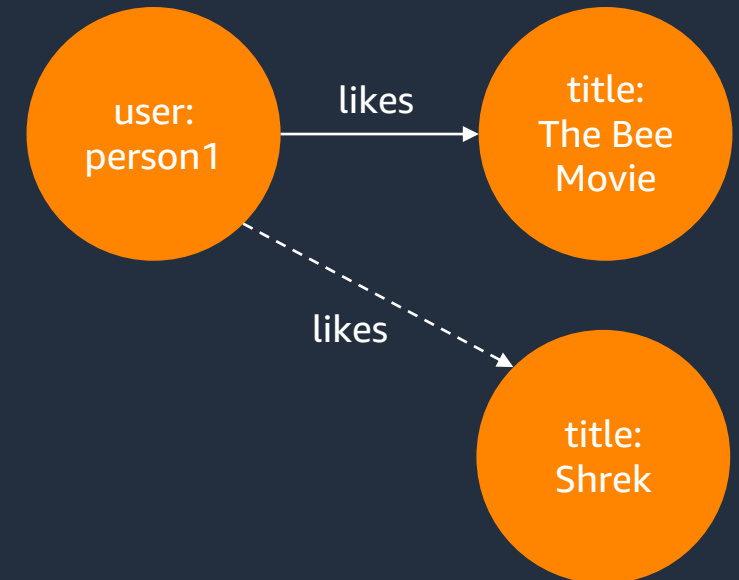 user:
person1
likes
title:
The Bee
Movie
likes
title:
Shrek